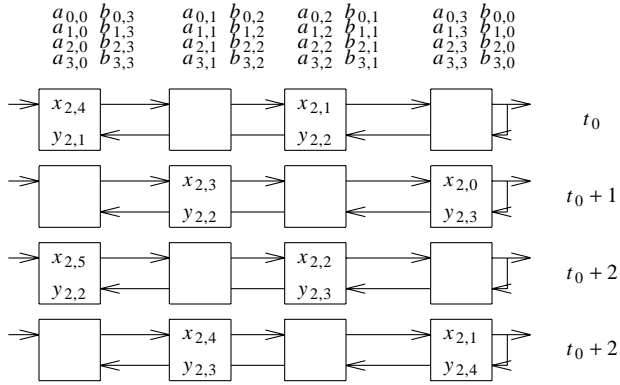 a0,0 b0,3 a0,1 b0,2 a0,2 b0,1 a0,3 b0,0
a1,0 b1,3 a1,1 b1,2 a1,2 b1,1 a1,3 b1,0
a2,0 b2,3 a2,1 b2,2 a2,2 b2,1 a2,3 b2,0
a3,0 b3,3 a3,1 b3,2 a3,2 b3,1 a3,3 b3,0
x2,4 x2,1
y2,1 y2,2
t0
x2,3 x2,0
y2,2 y2,3
t0 + 1
x2,5 x2,2
y2,2 y2,3
t0 + 2
x2,4 x2,1
y2,3 y2,4
t0 + 2